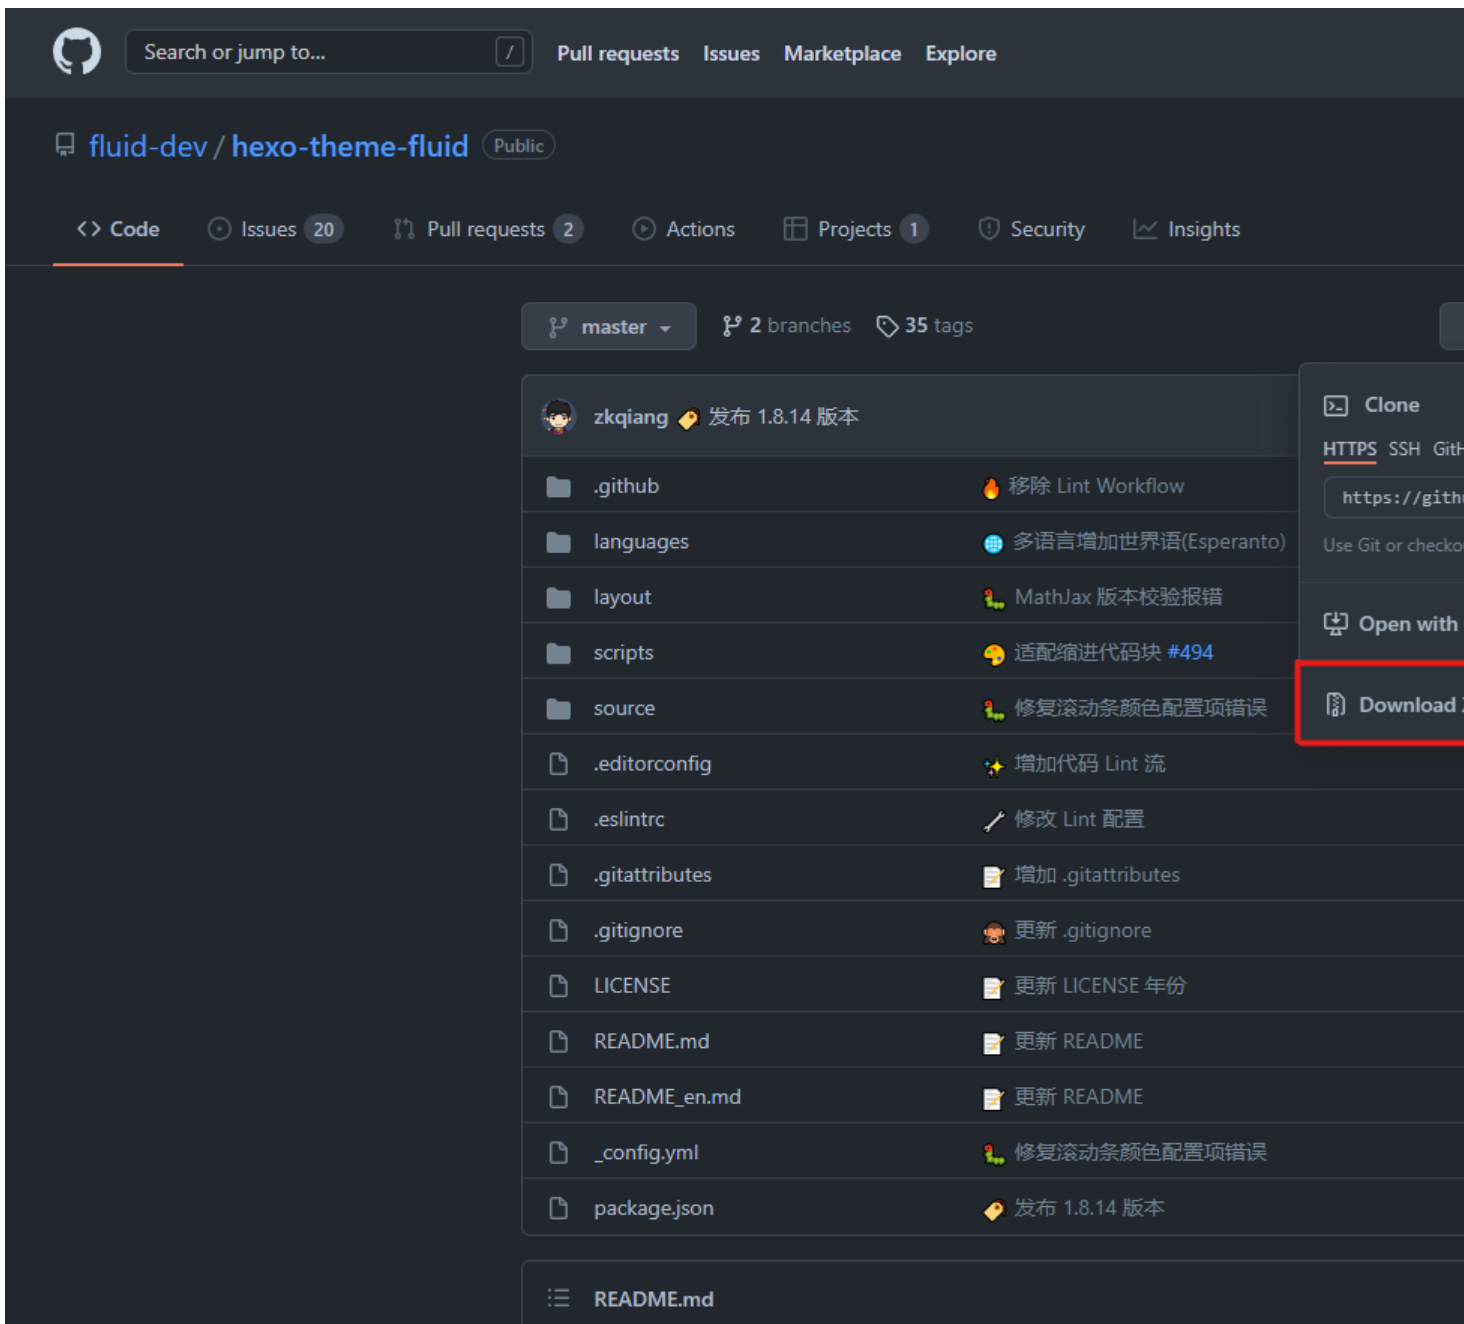 Search or jump to... /
Pull requests Issues Marketplace Explore
fluid-dev / hexo-theme-fluid Public
<> Code Issues 20 Pull requests 2 Actions Projects 1 Security Insights
master 2 branches 35 tags
zkqiang 发布 1.8.14 版本
.github 移除 Lint Workflow
languages 多语言增加世界语(Esperanto)
layout MathJax 版本校验报错
scripts 适配缩进代码块 #494
source 修复滚动条颜色配置项错误
.editorconfig 增加代码 Lint 流
.eslintrc 修改 Lint 配置
.gitattributes 增加 .gitattributes
.gitignore 更新 .gitignore
LICENSE 更新 LICENSE 年份
README.md 更新 README
README_en.md 更新 README
_config.yml 修复滚动条颜色配置项错误
package.json 发布 1.8.14 版本
README.md
Clone
HTTPS SSH
Use Git or
Open with
Download